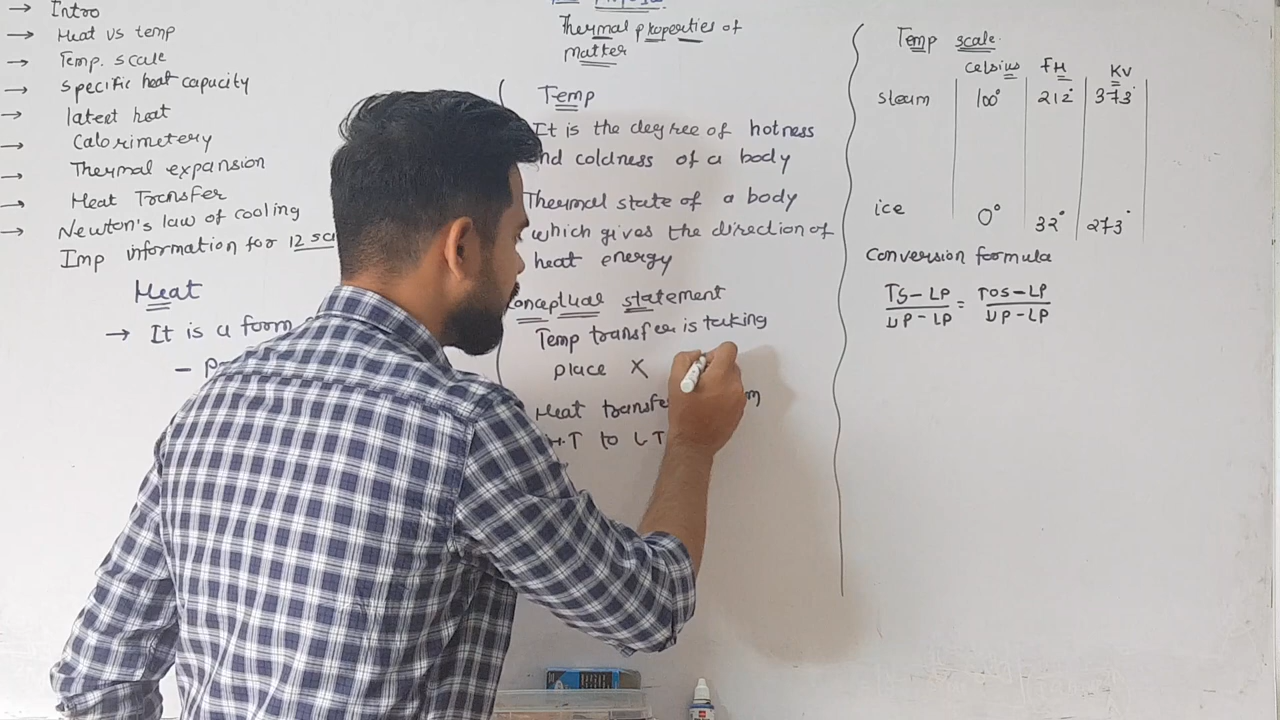 → Intro
→ Heat vs temp
→ Temp. scale
→ Specific heat capacity
→ latent heat
→ Calorimetery
→ Thermal expansion
→ Heat Transfer
→ Newton's law of cooling
Imp information for 12
Heat
→ It is a form
Thermal properties of
matter
Temp
It is the degree of hotness
and coldness of a body
Thermal state of a body
which gives the direction of
heat energy
Conceptual statement
Temp transfer is taking
place X
Heat
H.T to LT
Temp scale.
Celsius FH Kv
Steam 100° 212° 373°
ice 0° 32° 273°
Conversion formula
TS-LP/UP-LP = TOS-LP/UP-LP